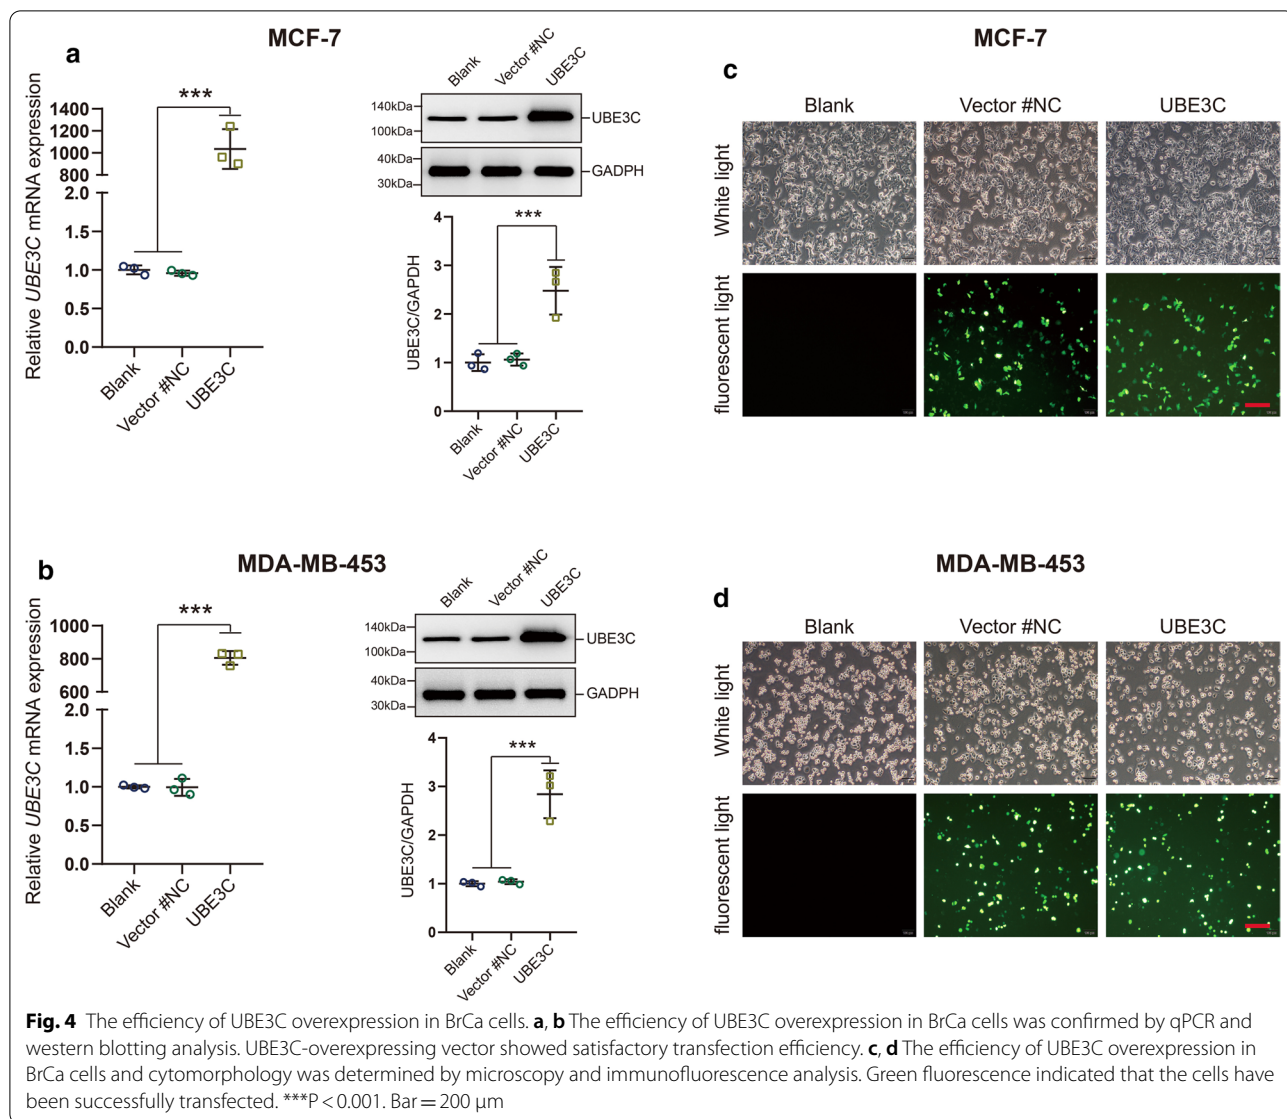 MCF-7
a
***
Relative UBE3C mRNA expression
1400
1200
1000
800
2.0
1.5
1.0
0.5
0.0
Blank
Vector #NC
UBE3C
Blank
Vector #NC
UBE3C
140kDa
100kDa
UBE3C
40kDa
30kDa
GADPH
***
UBE3C/GAPDH
4
3
2
1
0
Blank
Vector #NC
UBE3C
MCF-7
c
Blank
Vector #NC
UBE3C
White light
fluorescent light
MDA-MB-453
b
***
Relative UBE3C mRNA expression
1000
800
600
2.0
1.5
1.0
0.5
0.0
Blank
Vector #NC
UBE3C
Blank
Vector #NC
UBE3C
140kDa
100kDa
UBE3C
40kDa
30kDa
GADPH
***
UBE3C/GAPDH
4
3
2
1
0
Blank
Vector #NC
UBE3C
MDA-MB-453
d
Blank
Vector #NC
UBE3C
White light
fluorescent light
Fig. 4 The efficiency of UBE3C overexpression in BrCa cells. a, b The efficiency of UBE3C overexpression in BrCa cells was confirmed by qPCR and
western blotting analysis. UBE3C-overexpressing vector showed satisfactory transfection efficiency. c, d The efficiency of UBE3C overexpression in
BrCa cells and cytomorphology was determined by microscopy and immunofluorescence analysis. Green fluorescence indicated that the cells have
been successfully transfected. ***P < 0.001. Bar = 200 μm